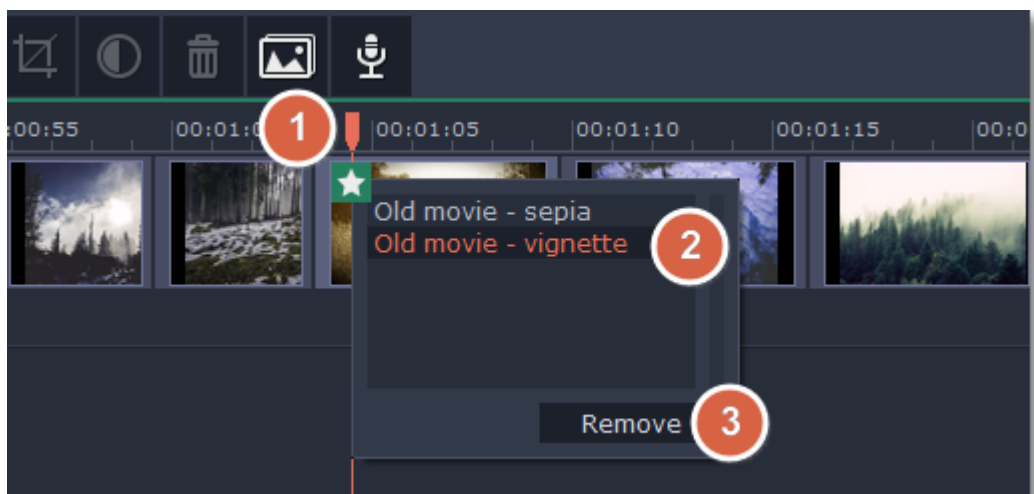 :00:55 00:01:0 00:01:05 00:01:10 00:01:15 00:0
1
Old movie - sepia
Old movie - vignette
2
Remove
3